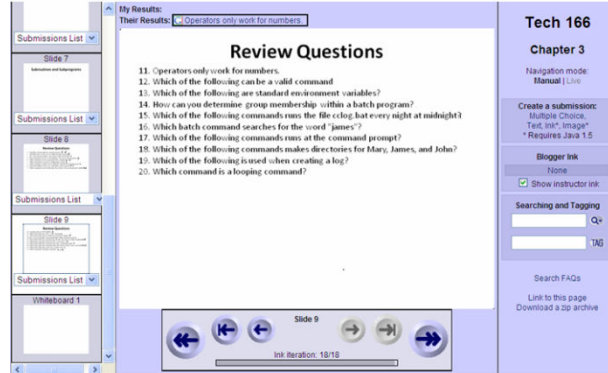 Submissions List
Slide 7
Submissions List
Slide 8
Submissions List
Slide 9
Submissions List
Whiteboard 1
My Results:
Their Results: Operators only work for numbers.
Review Questions
11. Operators only work for numbers.
12. Which of the following can be a valid command
13. Which of the following are standard environment variables?
14. How can you determine group membership within a batch program?
15. Which of the following commands runs the file cclog.bat every night at midnight?
16. Which batch command searches for the word "james"?
17. Which of the following commands runs at the command prompt?
18. Which of the following commands makes directories for Mary, James, and John?
19. Which of the following is used when creating a log?
20. Which command is a looping command?
Slide 9
Ink iteration: 18/18
Tech 166
Chapter 3
Navigation mode:
Manual | Live
Create a submission:
Multiple Choice,
Text, Ink*, Image*
* Requires Java 1.5
Blogger Ink
None
Show instructor ink
Searching and Tagging
TAG
Search FAQs
Link to this page
Download a zip archive